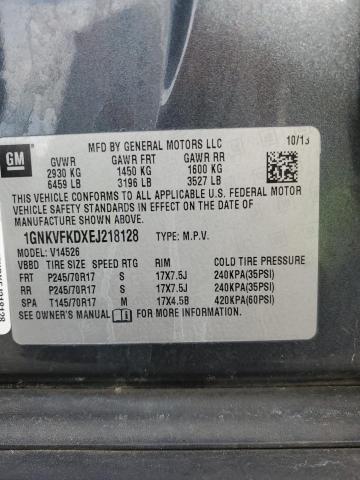 GM
MFD BY GENERAL MOTORS LLC 10/13
GVWR GAWR FRT GAWR RR
2930 KG 1450 KG 1600 KG
6459 LB 3196 LB 3527 LB
THIS VEHICLE CONFORMS TO ALL APPLICABLE
U.S. FEDERAL MOTOR VEHICLE SAFETY AND THEFT
PREVENTION STANDARDS IN EFFECT ON THE DATE OF
MANUFACTURE SHOWN ABOVE.
1GNKVFKDXEJ218128 TYPE: M.P.V.
MODEL: V14526
VBBD TIRE SIZE SPEED RTG RIM COLD TIRE PRESSURE
FRT P245/70R17 S 17X7.5J 240KPA(35PSI)
RR P245/70R17 S 17X7.5J 240KPA(35PSI)
SPA T145/70R17 M 17X4.5B 420KPA(60PSI)
SEE OWNER'S MANUAL FOR ADDITIONAL INFORMATION.